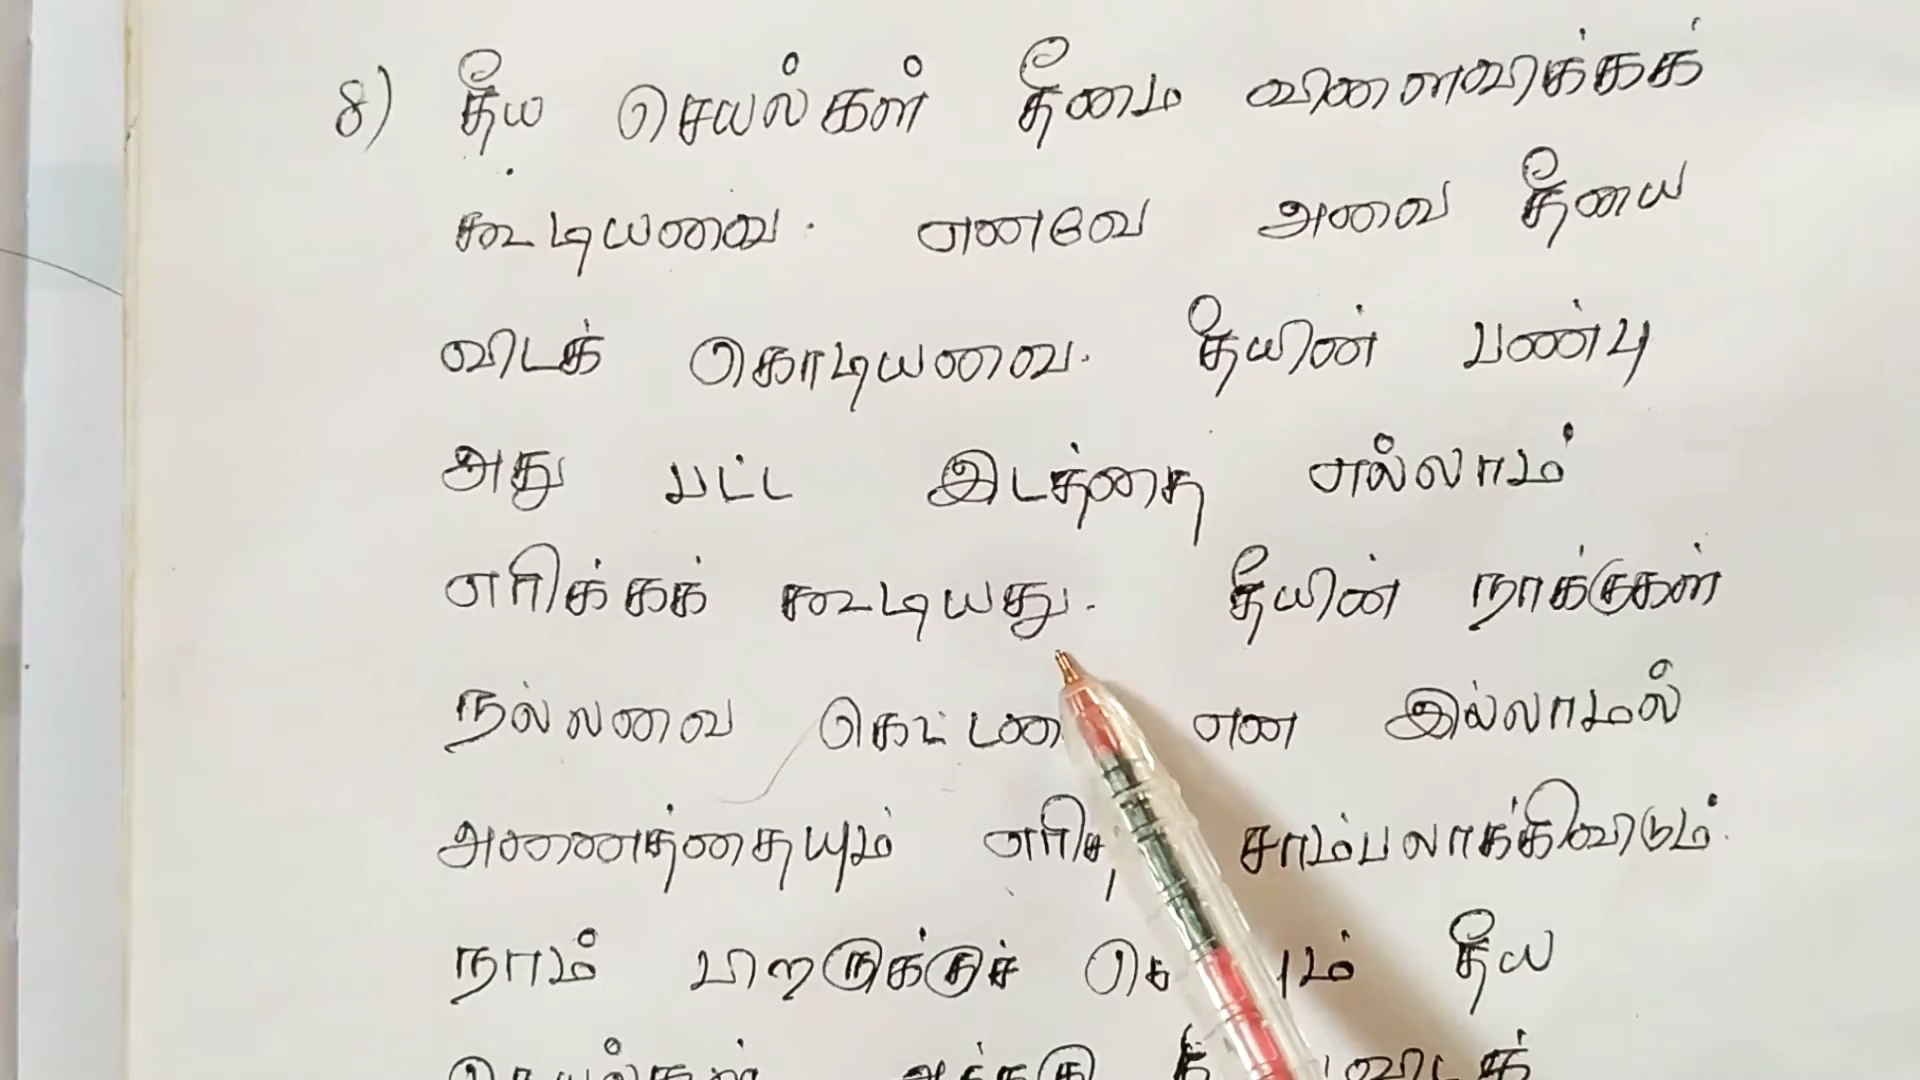 8) தீய செயல்கள் தீமை விளைவிக்கக்
கூடியவை. எனவே அவை தீயை
விடக் கொடியவை. தீயின் பண்பு
அது பட்ட இடத்தை எல்லாம்
எரிக்கக் கூடியது. தீயின் நாக்குகள்
நல்லவை என இல்லாமல்
அனைத்தையும் சாம்பலாக்கிவிடும்.
நாம் பிறருக்குச் தீய